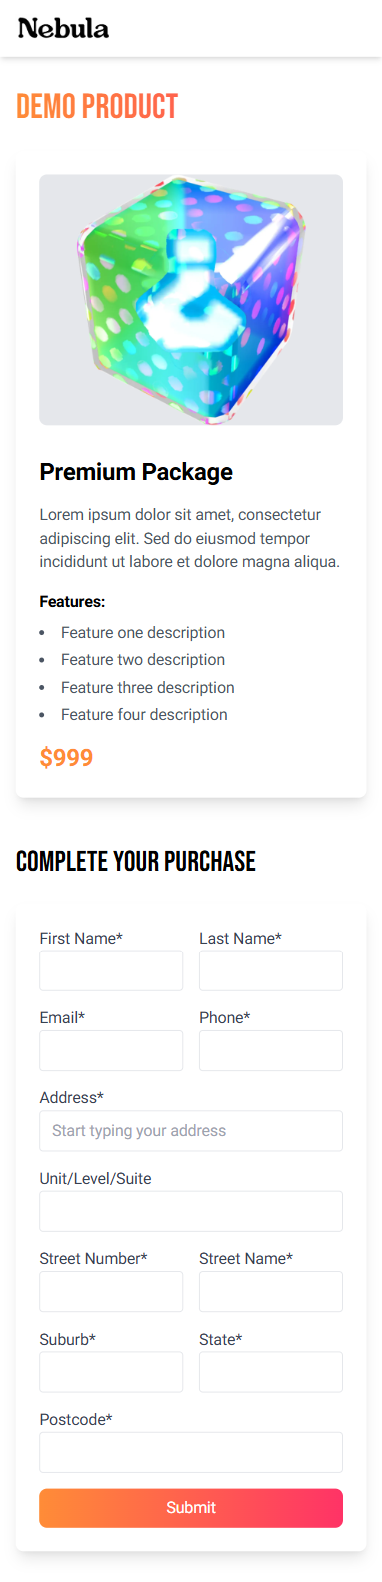 Nebula
DEMO PRODUCT
Premium Package
Lorem ipsum dolor sit amet, consectetur
adipiscing elit. Sed do eiusmod tempor
incididunt ut labore et dolore magna aliqua.
Features:
• Feature one description
• Feature two description
• Feature three description
• Feature four description
$999
COMPLETE YOUR PURCHASE
First Name* Last Name*
Email* Phone*
Address*
Start typing your address
Unit/Level/Suite
Street Number* Street Name*
Suburb* State*
Postcode*
Submit